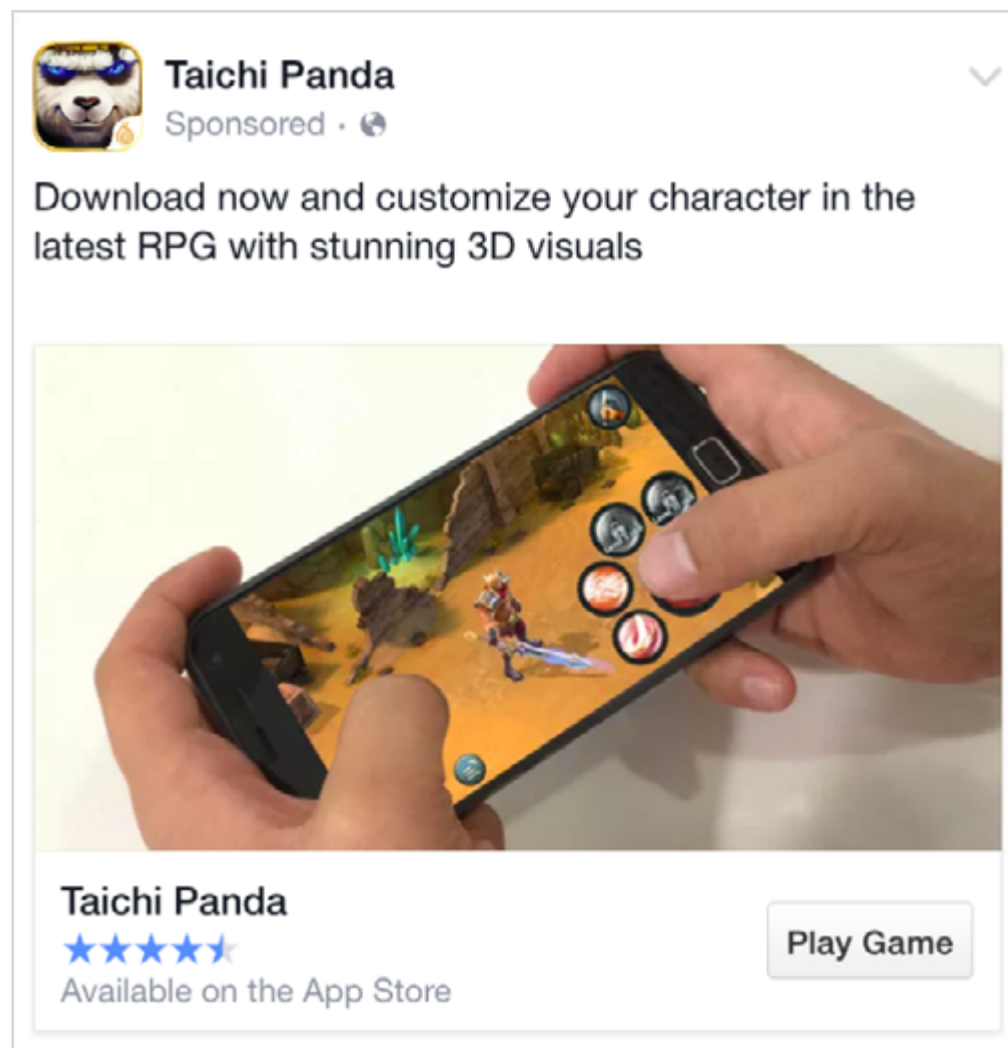 Taichi Panda
Sponsored ·
Download now and customize your character in the
latest RPG with stunning 3D visuals
Taichi Panda
Available on the App Store
Play Game